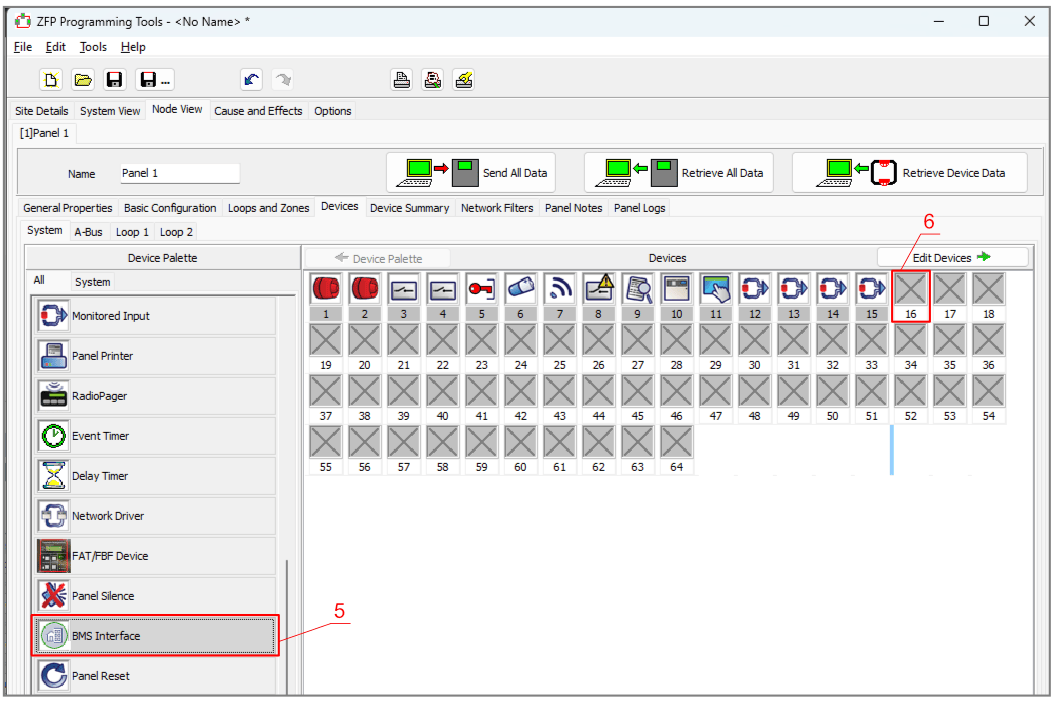 ZFP Programming Tools - <No Name> *
File Edit Tools Help
...
Site Details System View Node View Cause and Effects Options
[1]Panel 1
Name Panel 1 Send All Data Retrieve All Data Retrieve Device Data
General Properties Basic Configuration Loops and Zones Devices Device Summary Network Filters Panel Notes Panel Logs
System A-Bus Loop 1 Loop 2
6
Device Palette Device Palette Devices Edit Devices
All System
Monitored Input
Panel Printer
RadioPager
Event Timer
Delay Timer
Network Driver
FAT/FBF Device
Panel Silence
BMS Interface
Panel Reset
5
1 2 3 4 5 6 7 8 9 10 11 12 13 14 15 16 17 18
19 20 21 22 23 24 25 26 27 28 29 30 31 32 33 34 35 36
37 38 39 40 41 42 43 44 45 46 47 48 49 50 51 52 53 54
55 56 57 58 59 60 61 62 63 64